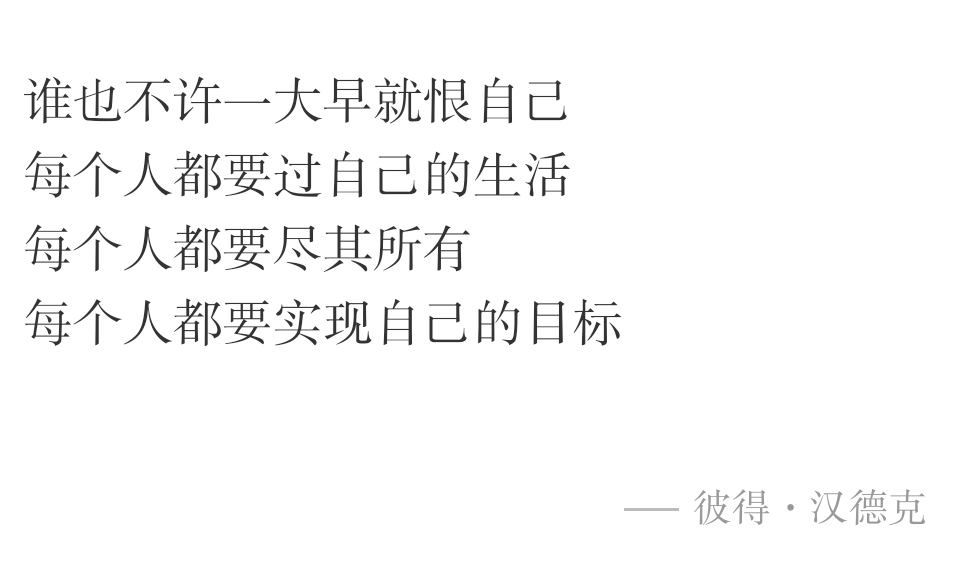 谁也不许一大早就恨自己
每个人都要过自己的生活
每个人都要尽其所有
每个人都要实现自己的目标
—— 彼得·汉德克